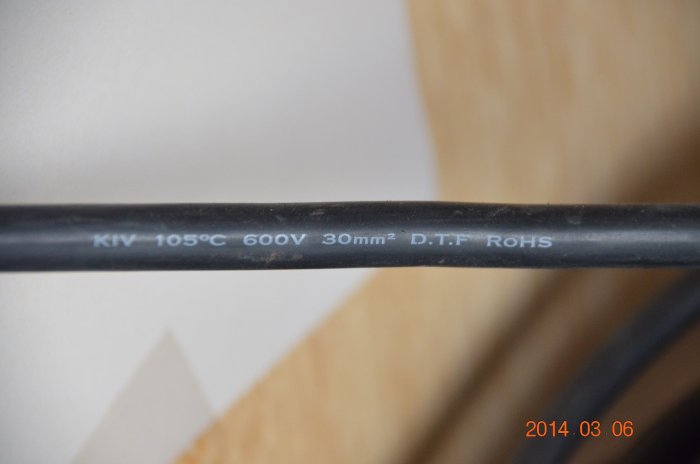 KIV 105°C 600V 30mm² D.T.F RoHS
2014 03 06